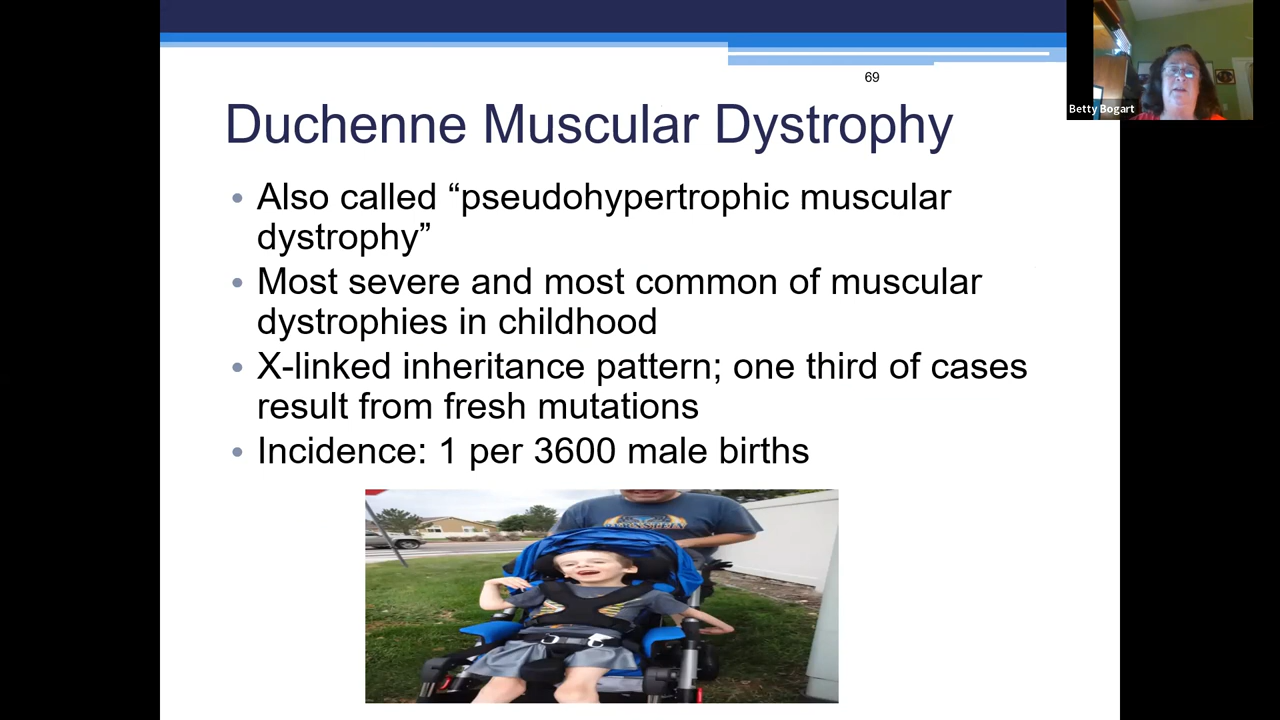 69
Betty Bogart
Duchenne Muscular Dystrophy
• Also called “pseudohypertrophic muscular
dystrophy”
• Most severe and most common of muscular
dystrophies in childhood
• X-linked inheritance pattern; one third of cases
result from fresh mutations
• Incidence: 1 per 3600 male births